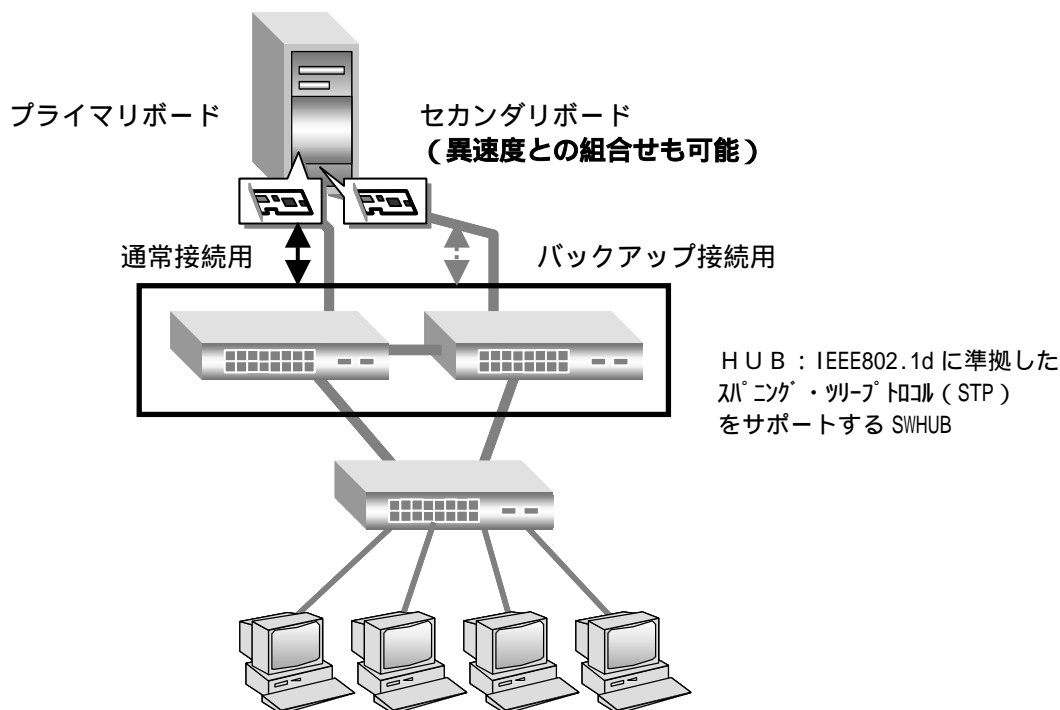 プライマリボード
セカンダリボード
(異速度との組合せも可能)
通常接続用
バックアップ接続用
HUB:IEEE802.1d に準拠した
スパニング・ツリープロトコル(STP)
をサポートする SWHUB